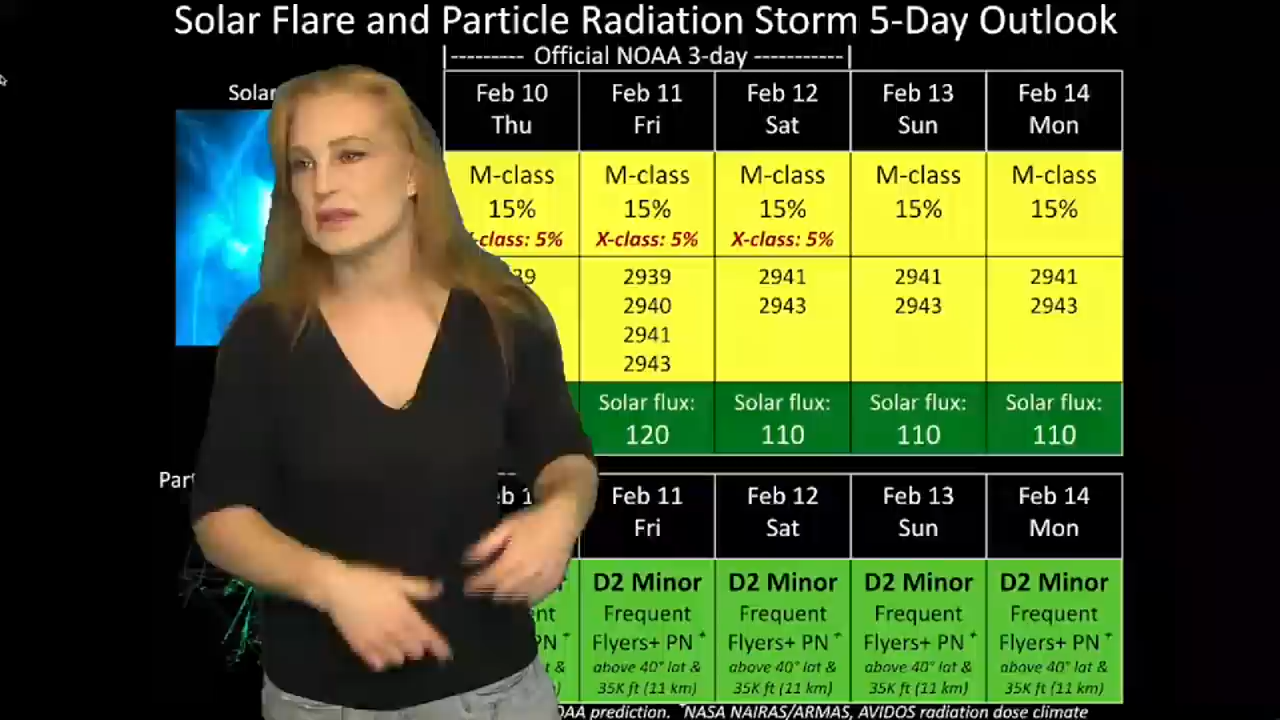 Solar Flare and Particle Radiation Storm 5-Day Outlook
|--------- Official NOAA 3-day -----------|
Solar
Feb 10 Feb 11 Feb 12 Feb 13 Feb 14
Thu Fri Sat Sun Mon
M-class M-class M-class M-class M-class
15% 15% 15% 15% 15%
-class: 5% X-class: 5% X-class: 5%
39 2939 2941 2941 2941
2940 2943 2943 2943
2941
2943
Solar flux: Solar flux: Solar flux: Solar flux:
120 110 110 110
Part
eb 1 Feb 11 Feb 12 Feb 13 Feb 14
Fri Sat Sun Mon
D2 Minor D2 Minor D2 Minor D2 Minor
nt Frequent Frequent Frequent Frequent
PN + Flyers+ PN + Flyers+ PN + Flyers+ PN + Flyers+ PN +
t & above 40° lat & above 40° lat & above 40° lat & above 40° lat &
m) 35K ft (11 km) 35K ft (11 km) 35K ft (11 km) 35K ft (11 km)
OAA prediction. +NASA NAIRAS/ARMAS, AVIDOS radiation dose climate